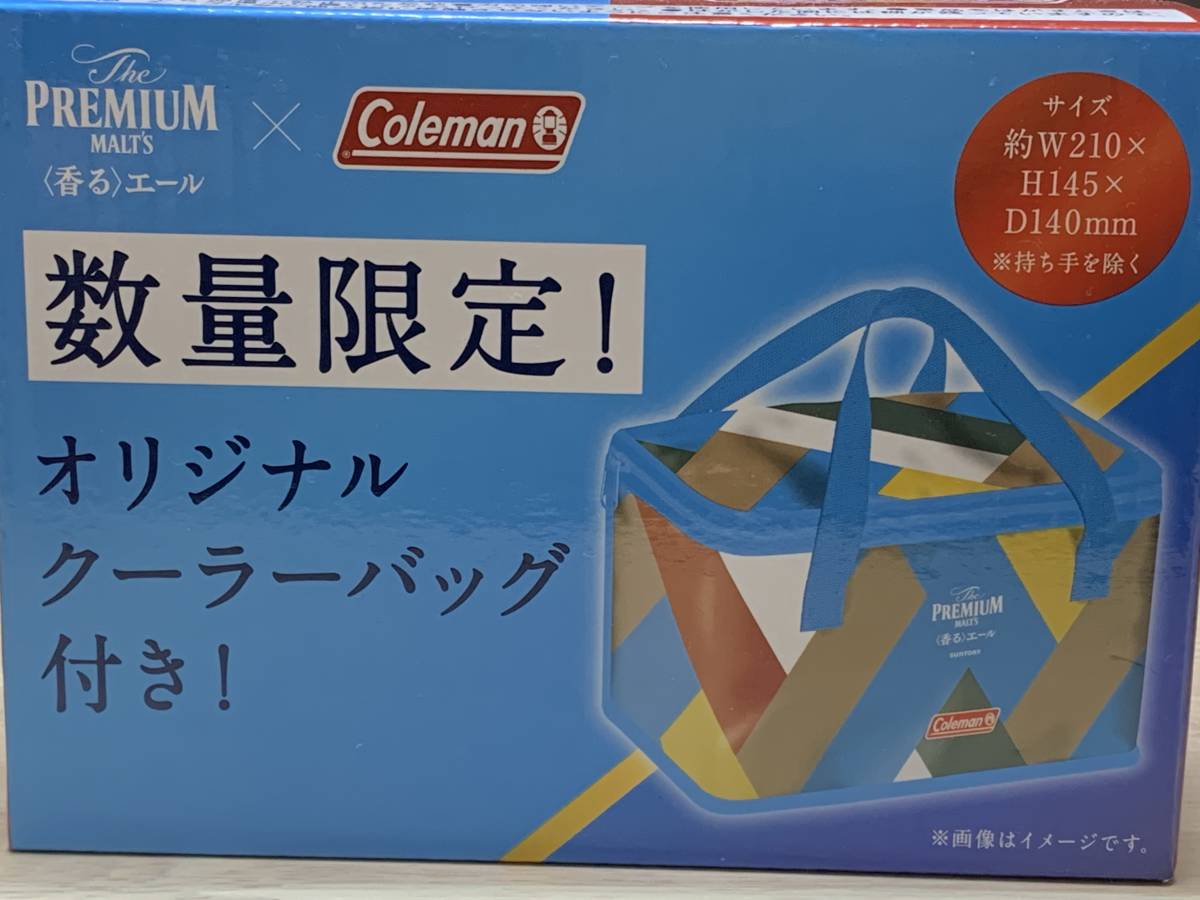 The
PREMIUM
MALT'S
〈香る〉エール
×
Coleman
サイズ
約W210×
H145×
D140mm
※持ち手を除く
数量限定!
オリジナル
クーラーバッグ
付き!
The
PREMIUM
MALT'S
〈香る〉エール
SUNTORY
Coleman
※画像はイメージです。